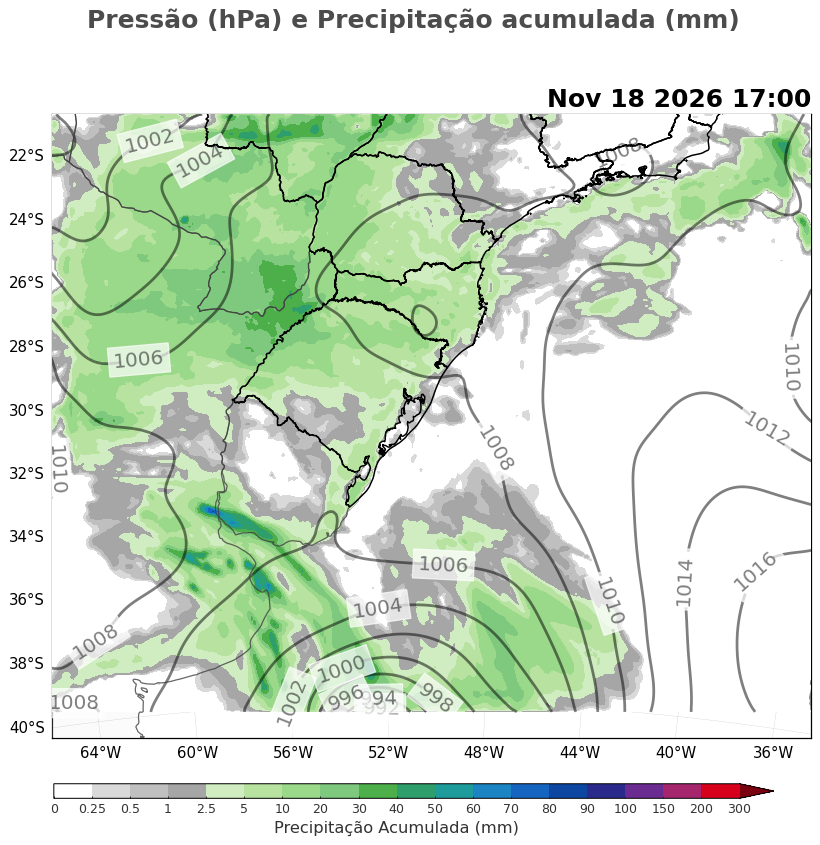 Pressão (hPa) e Precipitação acumulada (mm)
Nov 18 2026 17:00
1002
1004
1008
22°S
24°S
26°S
28°S
30°S
32°S
34°S
36°S
38°S
40°S
1006
1010
1012
1010
1008
1006
1016
1014
1010
1004
1008
1000
1002
996
994
998
992
1008
64°W 60°W 56°W 52°W 48°W 44°W 40°W 36°W
0 0.25 0.5 1 2.5 5 10 20 30 40 50 60 70 80 90 100 150 200 300
Precipitação Acumulada (mm)